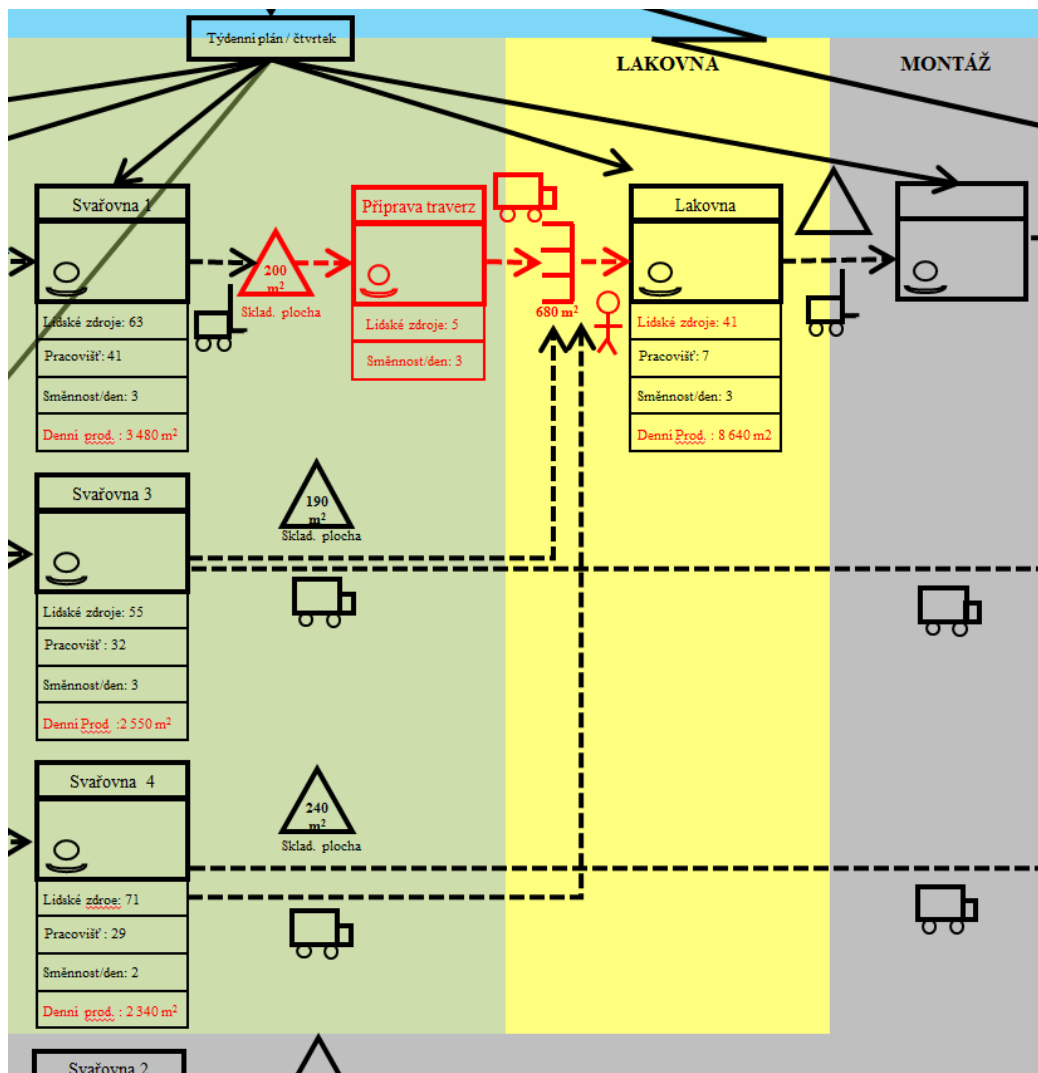 Týdenní plán / čtvrtek
LAKOVNA
MONTÁŽ
Svařovna 1
Lidské zdroje: 63
Pracovišť: 41
Směnnost/den: 3
Denní prod. : 3 480 m²
200
m²
Sklad. plocha
Příprava traverz
Lidské zdroje: 5
Směnnost/den: 3
680 m²
Lakovna
Lidské zdroje: 41
Pracovišť: 7
Směnnost/den: 3
Denní Prod. : 8 640 m2
Svařovna 3
Lidské zdroje: 55
Pracovišť : 32
Směnnost/den: 3
Denní Prod :2 550 m²
190
m²
Sklad. plocha
Svařovna 4
Lidské zdroe: 71
Pracovišť : 29
Směnnost/den: 2
Denní prod. : 2 340 m²
240
m²
Sklad. plocha
Svařovna 2